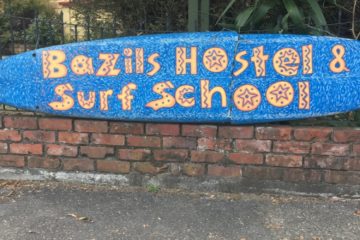 Bazils Hostel &
Surf School